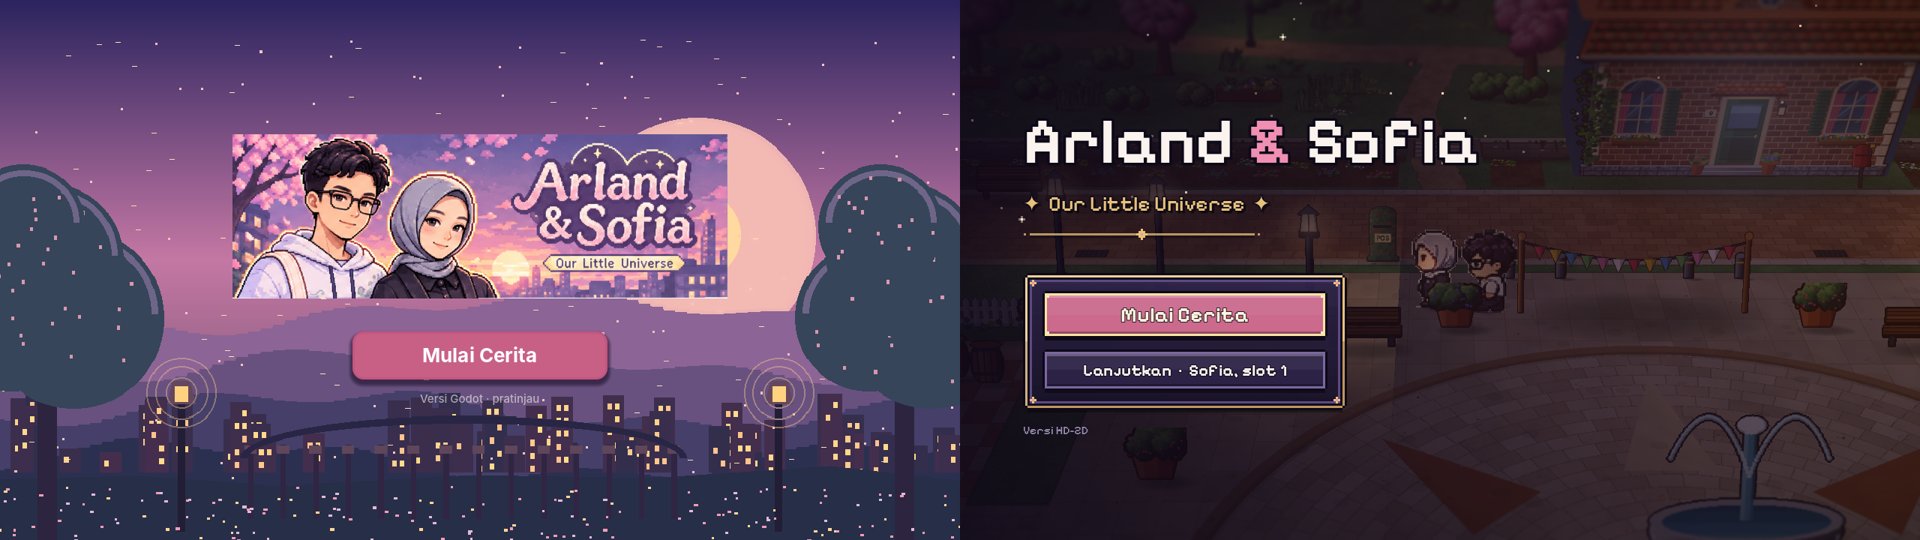 Arland
& Sofia
Our Little Universe
Mulai Cerita
Versi Godot · pratinjau
Arland & Sofia
Our Little Universe
Mulai Cerita
Lanjutkan · Sofia, slot 1
Versi HD-2D
POS